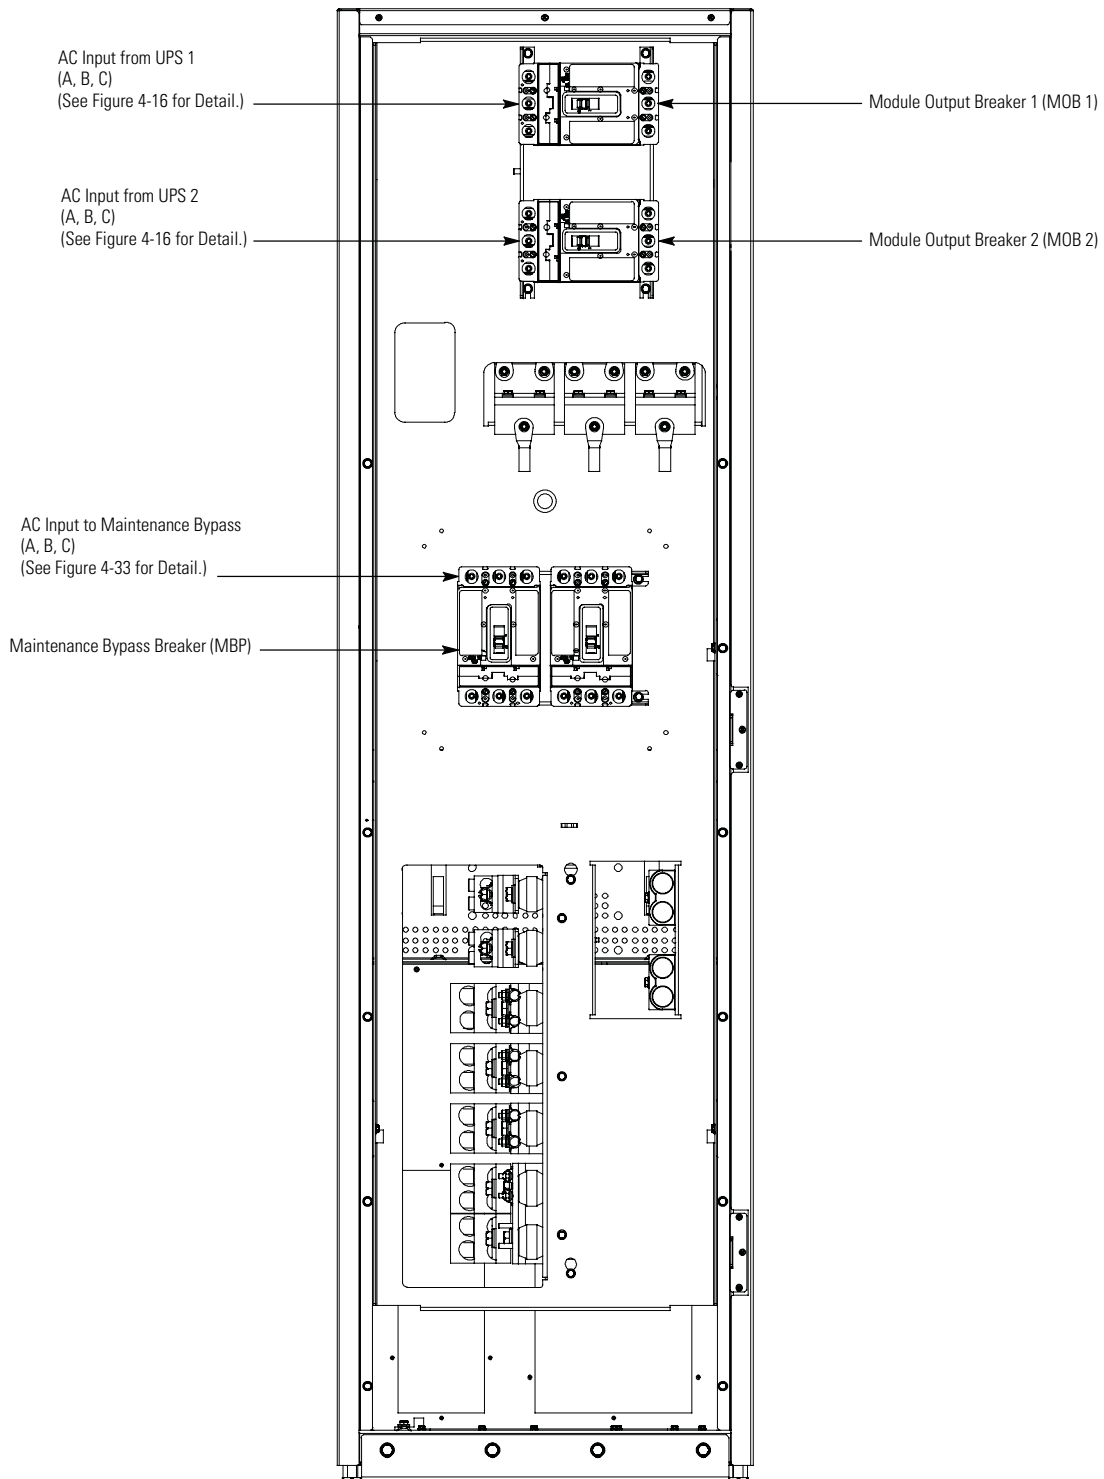 AC Input from UPS 1
(A, B, C)
(See Figure 4-16 for Detail.)
Module Output Breaker 1 (MOB 1)
AC Input from UPS 2
(A, B, C)
(See Figure 4-16 for Detail.)
Module Output Breaker 2 (MOB 2)
AC Input to Maintenance Bypass
(A, B, C)
(See Figure 4-33 for Detail.)
Maintenance Bypass Breaker (MBP)